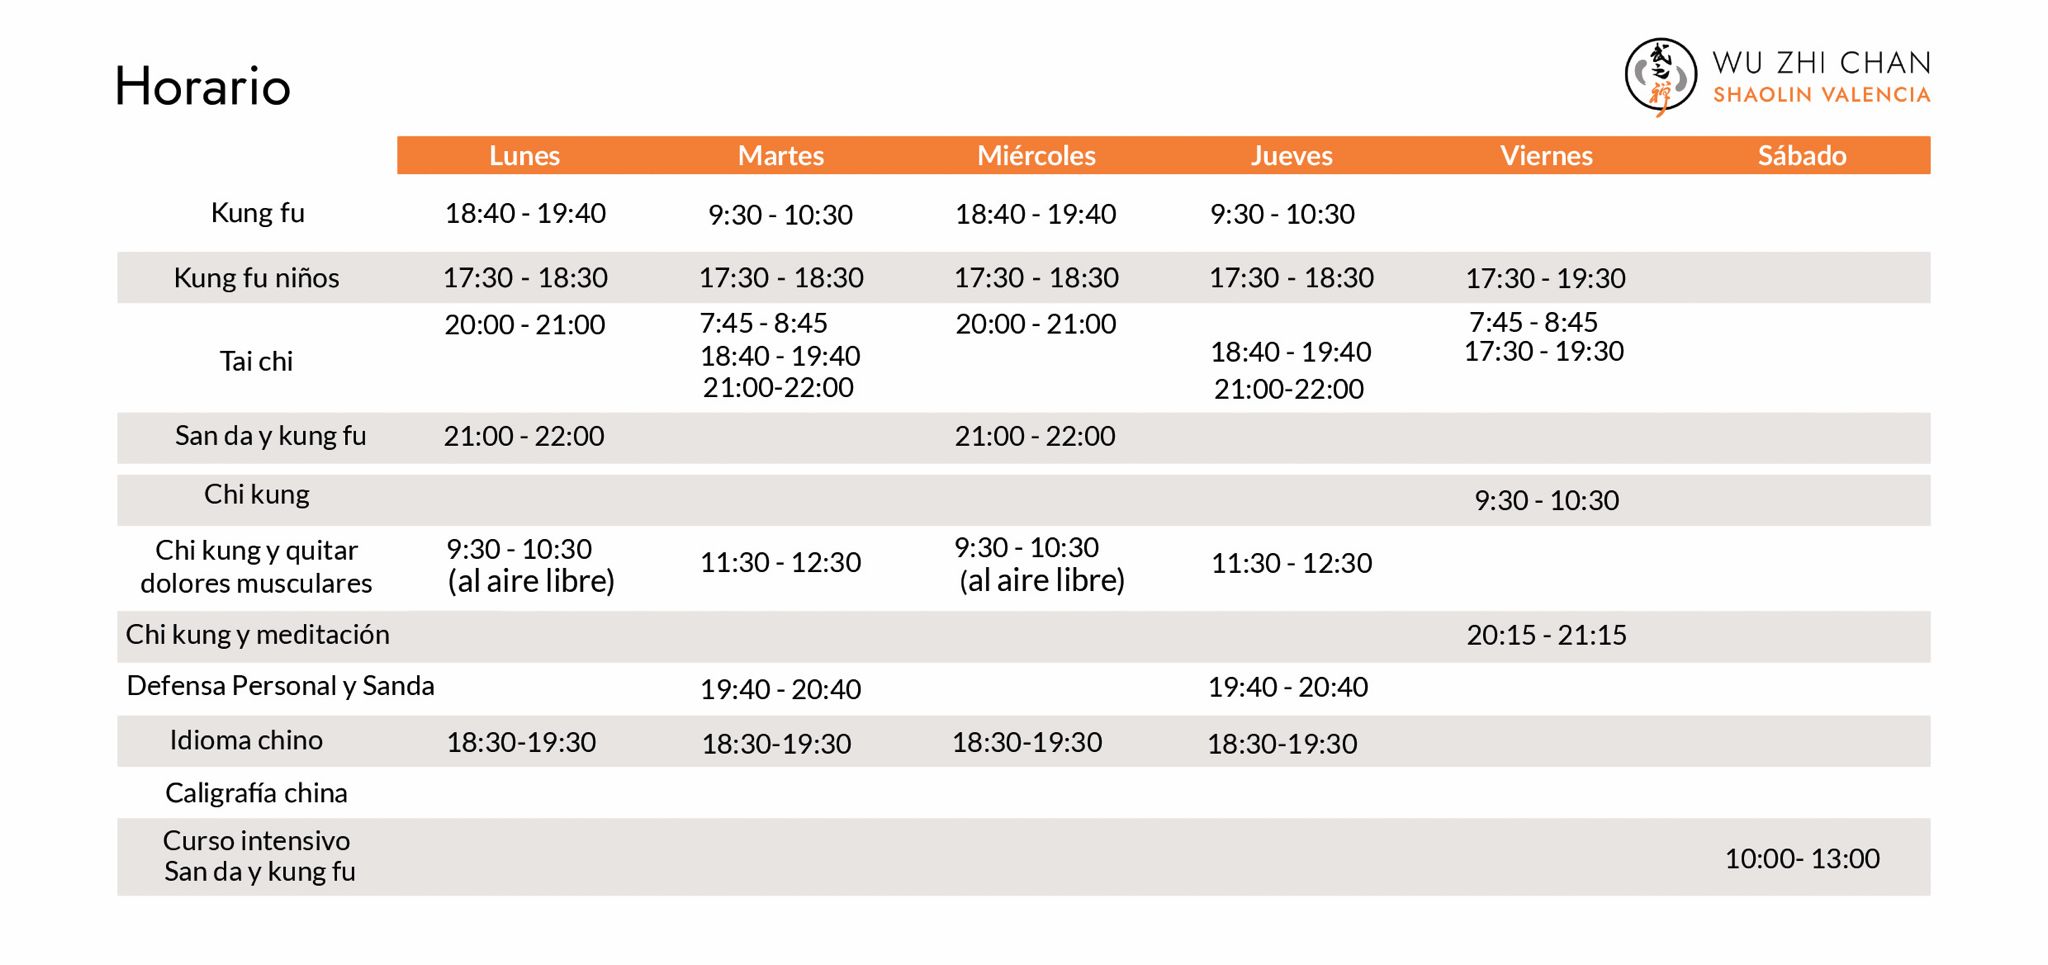 Horario
武之禅
WU ZHI CHAN
SHAOLIN VALENCIA
Lunes Martes Miércoles Jueves Viernes Sábado
Kung fu 18:40 - 19:40 9:30 - 10:30 18:40 - 19:40 9:30 - 10:30
Kung fu niños 17:30 - 18:30 17:30 - 18:30 17:30 - 18:30 17:30 - 18:30 17:30 - 19:30
20:00 - 21:00 7:45 - 8:45 20:00 - 21:00 7:45 - 8:45
Tai chi 18:40 - 19:40 18:40 - 19:40 17:30 - 19:30
21:00-22:00 21:00-22:00
San da y kung fu 21:00 - 22:00 21:00 - 22:00
Chi kung 9:30 - 10:30
Chi kung y quitar 9:30 - 10:30 11:30 - 12:30 9:30 - 10:30 11:30 - 12:30
dolores musculares (al aire libre) (al aire libre)
Chi kung y meditación 20:15 - 21:15
Defensa Personal y Sanda 19:40 - 20:40 19:40 - 20:40
Idioma chino 18:30-19:30 18:30-19:30 18:30-19:30 18:30-19:30
Caligrafía china
Curso intensivo 10:00- 13:00
San da y kung fu